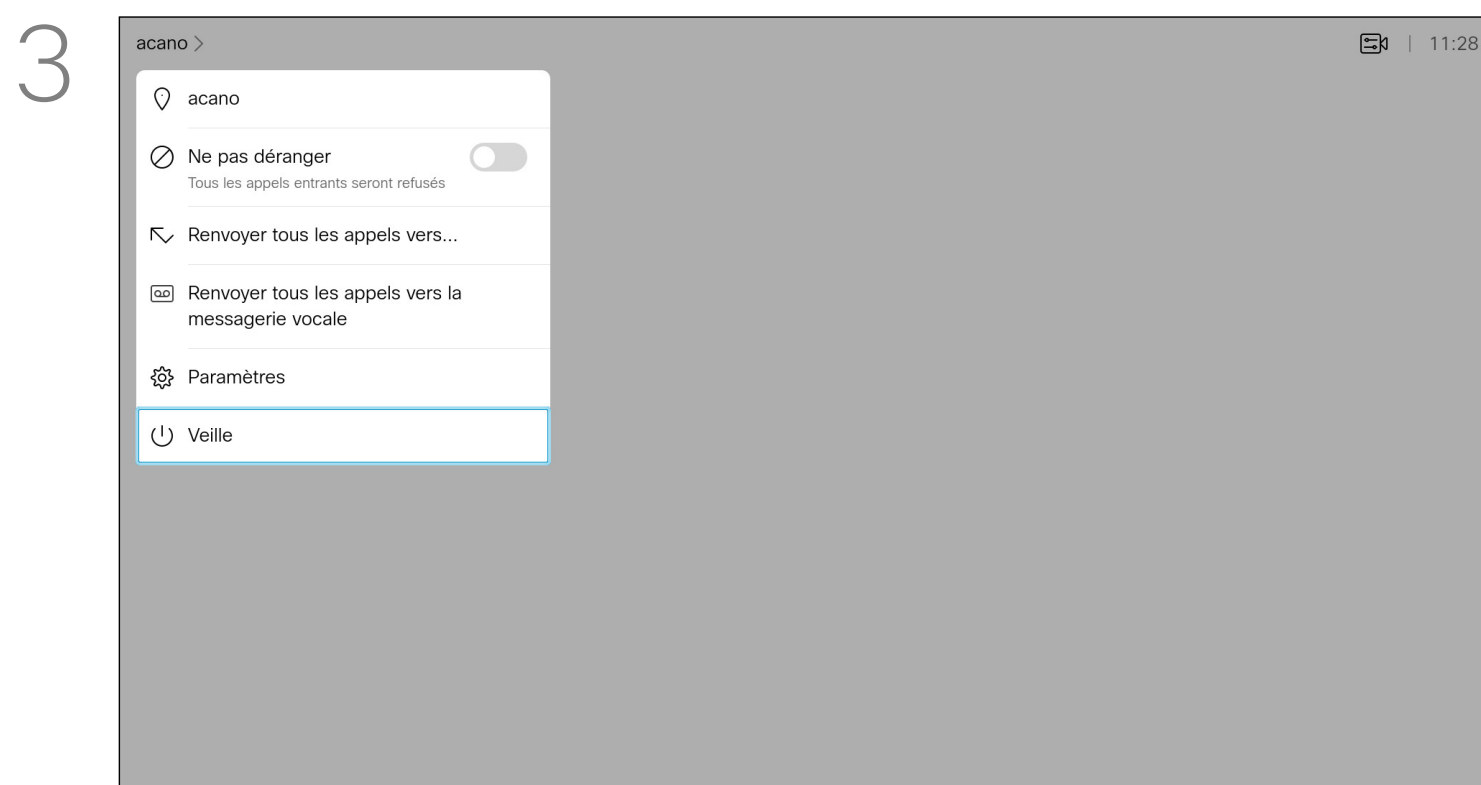 3
acano
11:28
acano
Ne pas déranger
Tous les appels entrants seront refusés
Renvoyer tous les appels vers...
Renvoyer tous les appels vers la
messagerie vocale
Paramètres
Veille